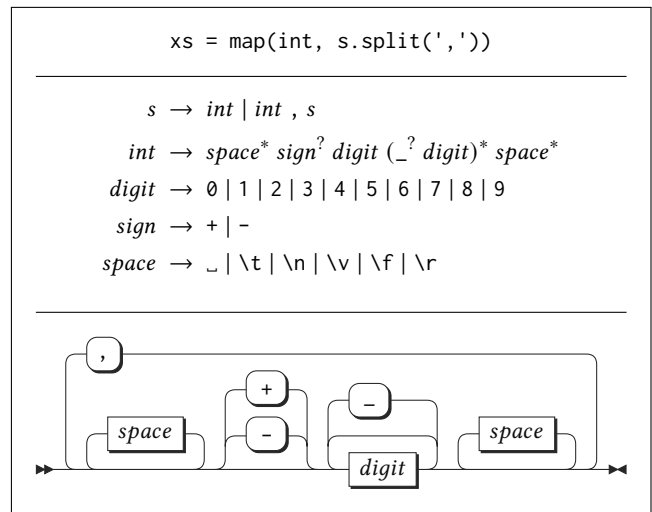 xs = map(int, s.split(','))
s → int | int , s
int → space* sign? digit (_? digit)* space*
digit → 0 | 1 | 2 | 3 | 4 | 5 | 6 | 7 | 8 | 9
sign → + | -
space → ␣ | \t | \n | \v | \f | \r
,
+ _
space - space
digit